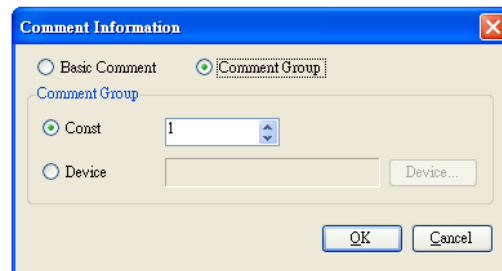 Comment Information
Basic Comment Comment Group
Comment Group
Const 1
Device Device...
OK Cancel